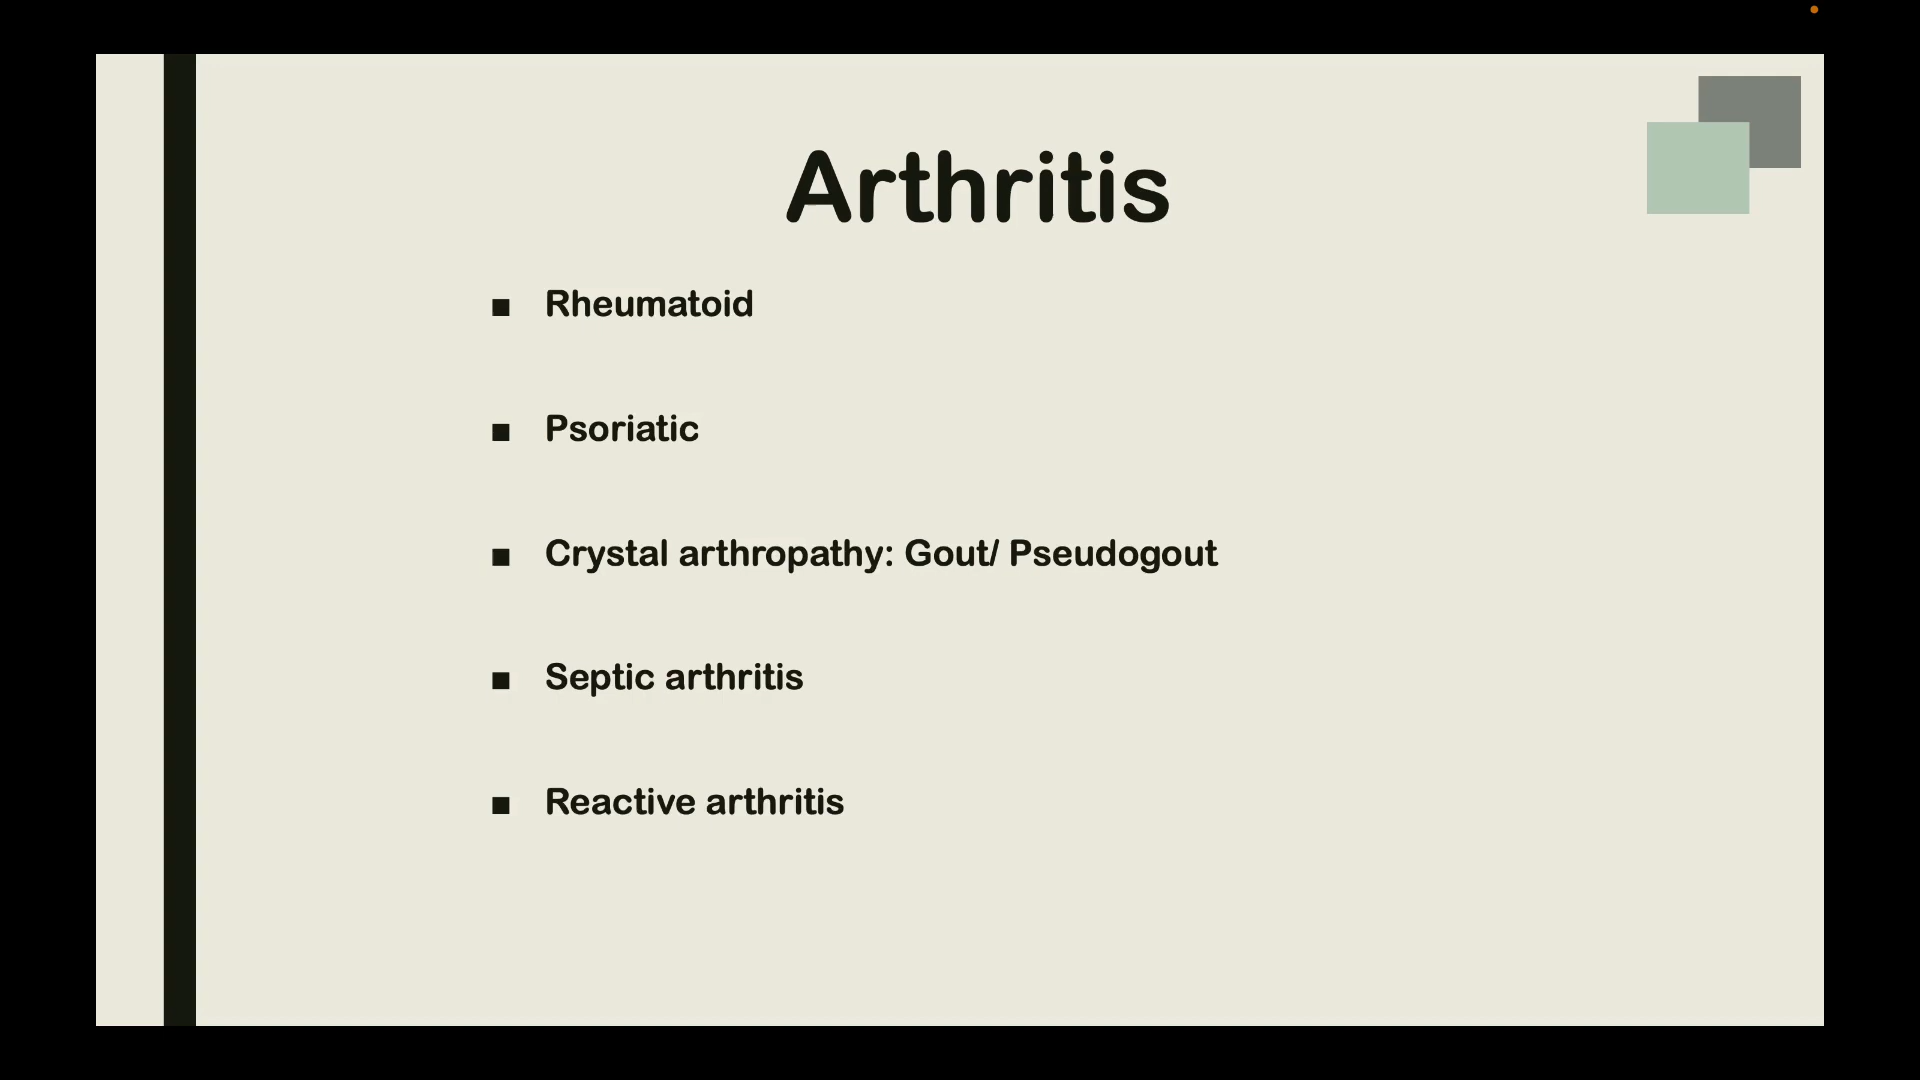 Arthritis
■ Rheumatoid
■ Psoriatic
■ Crystal arthropathy: Gout/ Pseudogout
■ Septic arthritis
■ Reactive arthritis